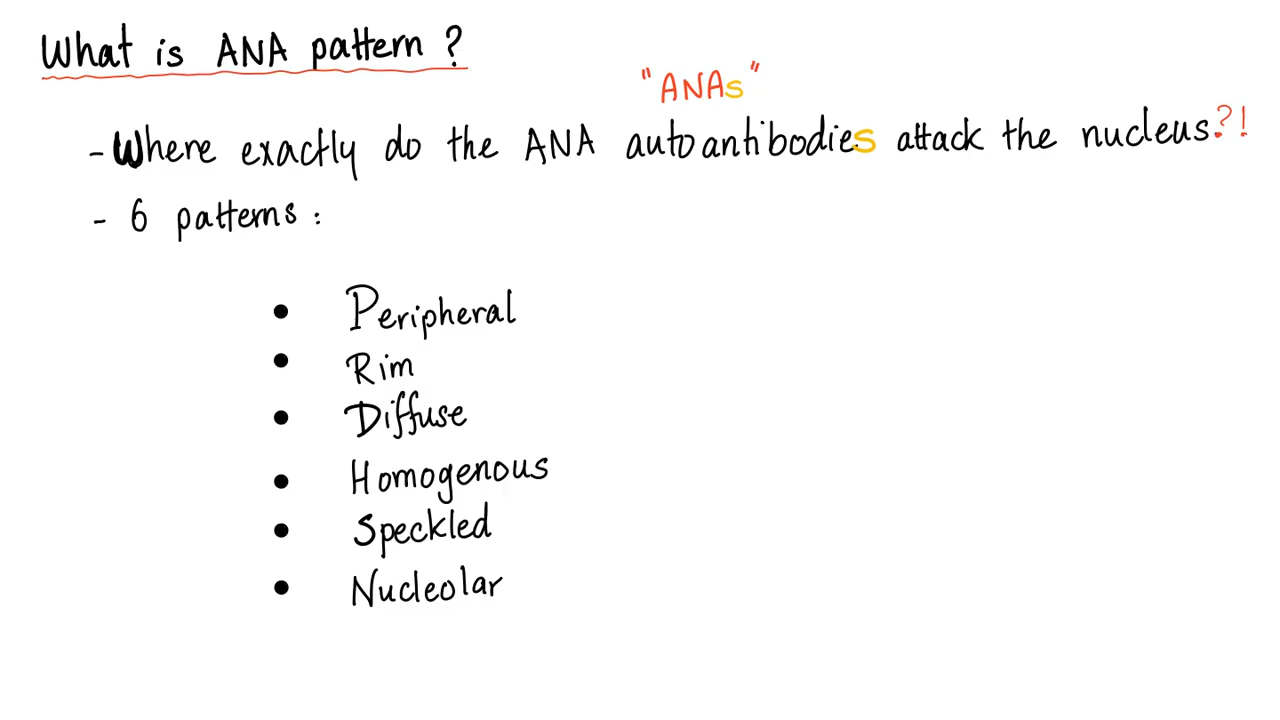 What is ANA pattern ?
"ANAs"
- Where exactly do the ANA autoantibodies attack the nucleus?!
- 6 patterns :
• Peripheral
• Rim
• Diffuse
• Homogenous
• Speckled
• Nucleolar